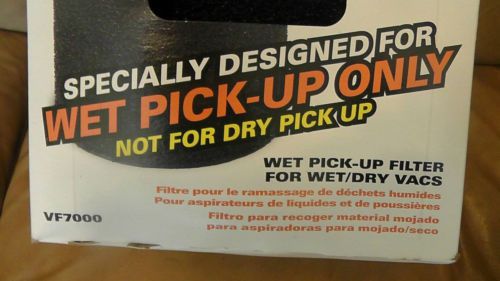 SPECIALLY DESIGNED FOR
WET PICK-UP ONLY
NOT FOR DRY PICK UP
WET PICK-UP FILTER
FOR WET/DRY VACS
Filtre pour le ramassage de déchets humides
Pour aspirateurs de liquides et de poussières
Filtro para recoger material mojado
para aspiradoras para mojado/seco
VF7000